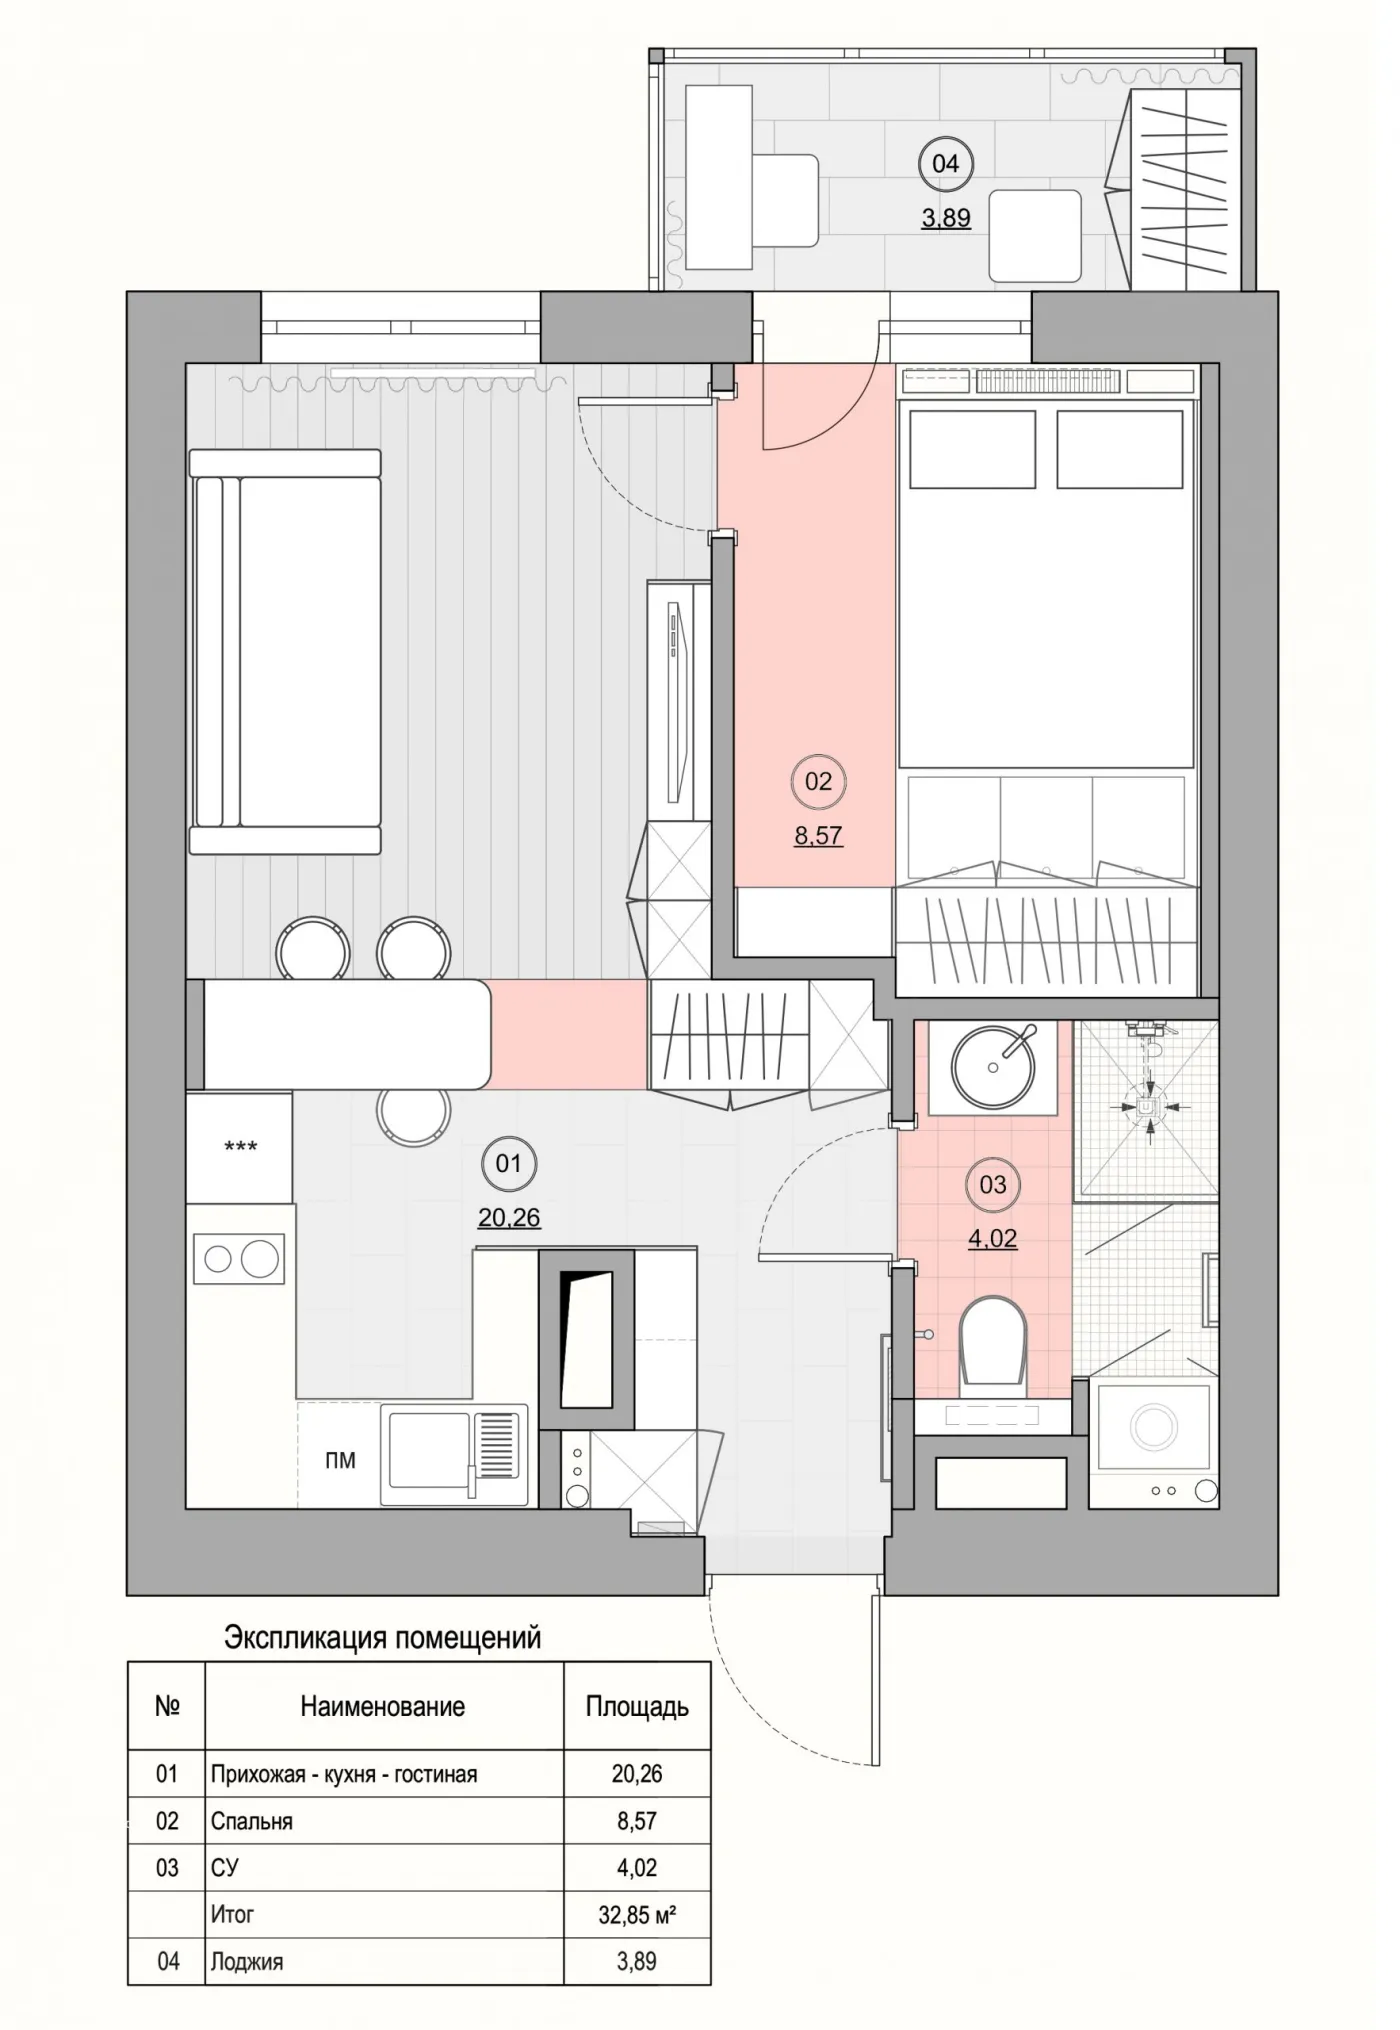 04
3,89
02
8,57
***
01
20,26
03
4,02
ПМ
Экспликация помещений
№ Наименование Площадь
01 Прихожая - кухня - гостиная 20,26
02 Спальня 8,57
03 СУ 4,02
Итог 32,85 м²
04 Лоджия 3,89